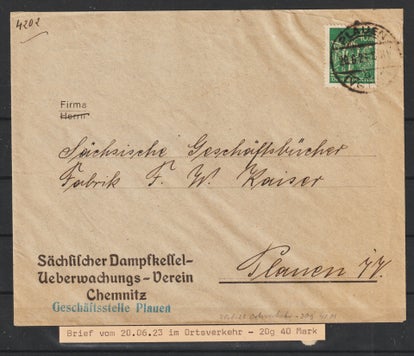 4202
PLAUEN
Firma
Herrn
Sächsische Geschäftsbücher
Fabrik F. W. Kaiser
Plauen i/V.
Sächſiſcher Dampfkeſſel-
Ueberwachungs-Verein
Chemnitz
Geschäftsstelle Plauen
Brief vom 20.06.23 im Ortsverkehr - 20g 40 Mark